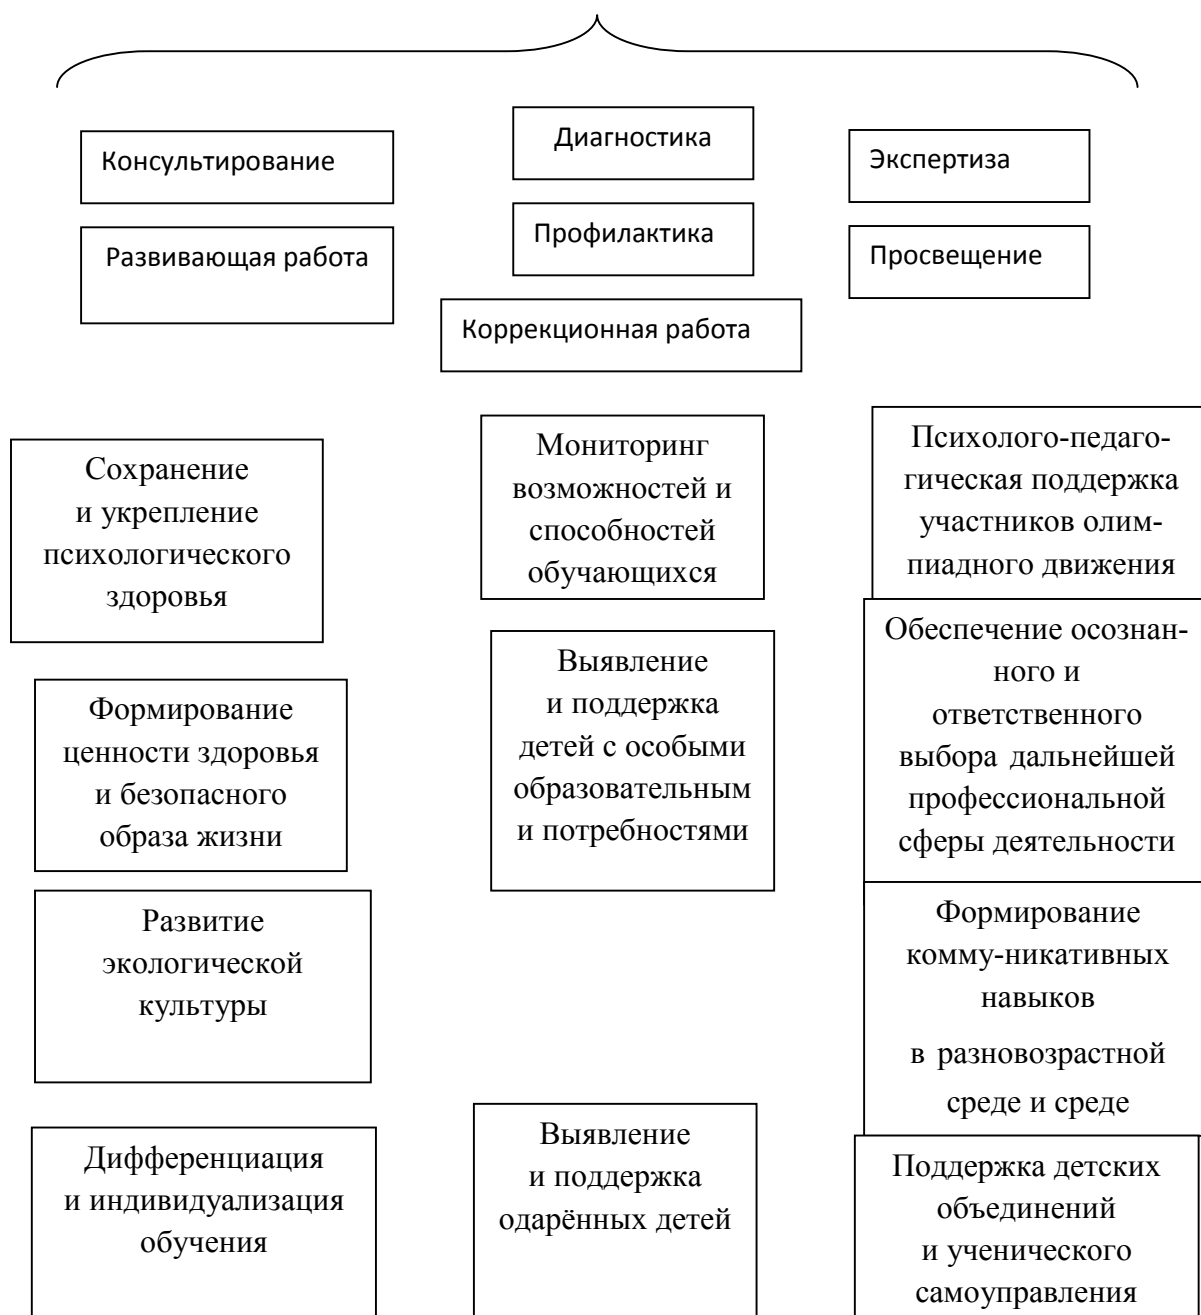 Консультирование
Диагностика
Экспертиза
Развивающая работа
Профилактика
Просвещение
Коррекционная работа
Сохранение
и укрепление
психологического
здоровья
Мониторинг
возможностей и
способностей
обучающихся
Психолого-педаго-
гическая поддержка
участников олим-
пиадного движения
Формирование
ценности здоровья
и безопасного
образа жизни
Выявление
и поддержка
детей с особыми
образовательным
и потребностями
Обеспечение осознан-
ного и
ответственного
выбора дальнейшей
профессиональной
сферы деятельности
Развитие
экологической
культуры
Формирование
комму-никативных
навыков
в разновозрастной
среде и среде
Дифференциация
и индивидуализация
обучения
Выявление
и поддержка
одарённых детей
Поддержка детских
объединений
и ученического
самоуправления